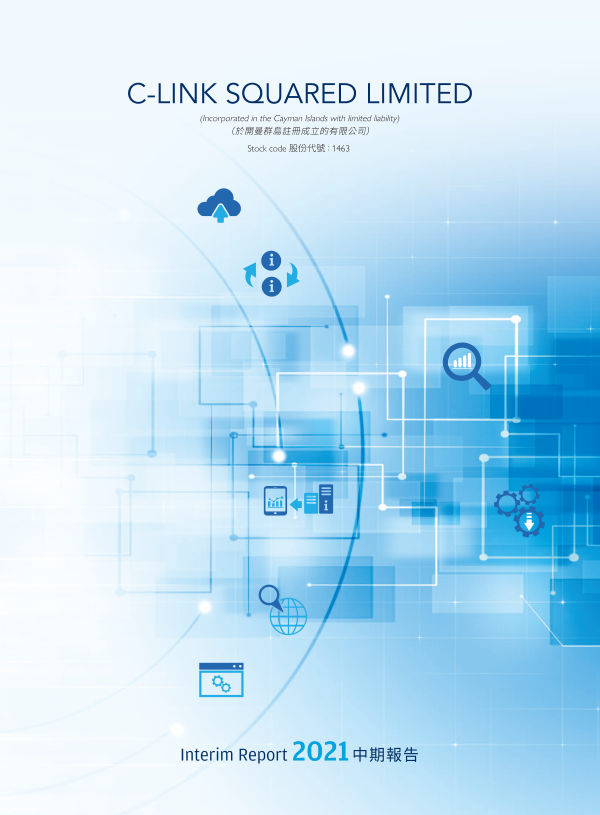 C-LINK SQUARED LIMITED
(Incorporated in the Cayman Islands with limited liability)
(於開曼群島註冊成立的有限公司)
Stock code 股份代號：1463
Interim Report 2021 中期報告